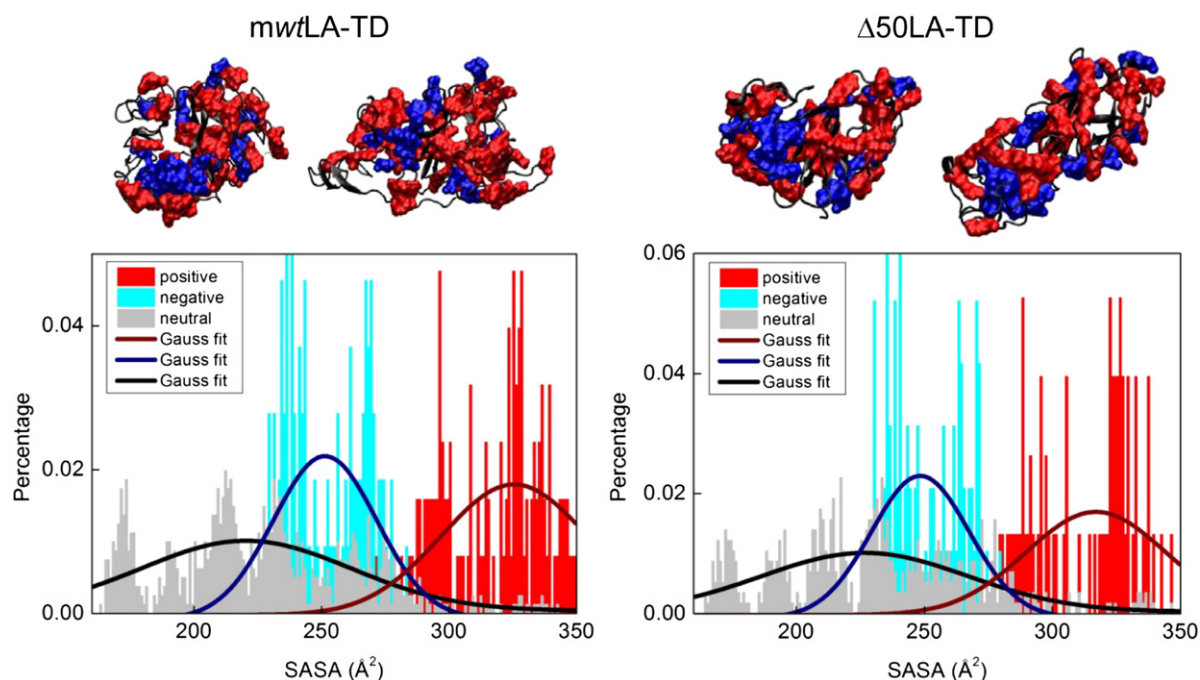 mwtLA-TD
Δ50LA-TD
positive
negative
neutral
Gauss fit
Gauss fit
Gauss fit
0.04
0.02
0.00
Percentage
200
250
300
350
SASA (Å²)
positive
negative
neutral
Gauss fit
Gauss fit
Gauss fit
0.06
0.04
0.02
0.00
Percentage
200
250
300
350
SASA (Å²)